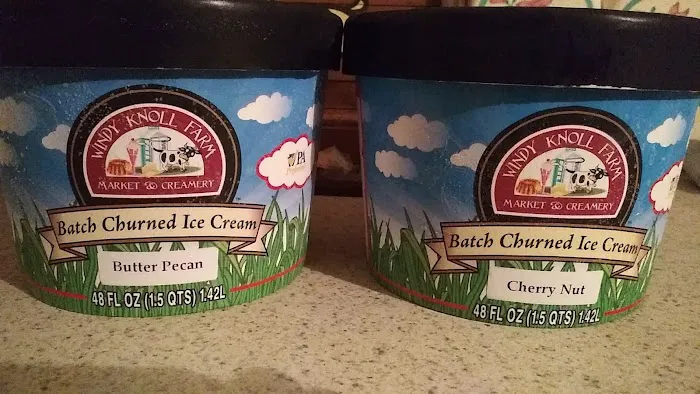 WINDY KNOLL FARM
MARKET & CREAMERY
PA
Batch Churned Ice Cream
Butter Pecan
48 FL OZ (1.5 QTS) 1.42L
WINDY KNOLL FARM
MARKET & CREAMERY
Batch Churned Ice Cream
Cherry Nut
48 FL OZ (1.5 QTS) 1.42L